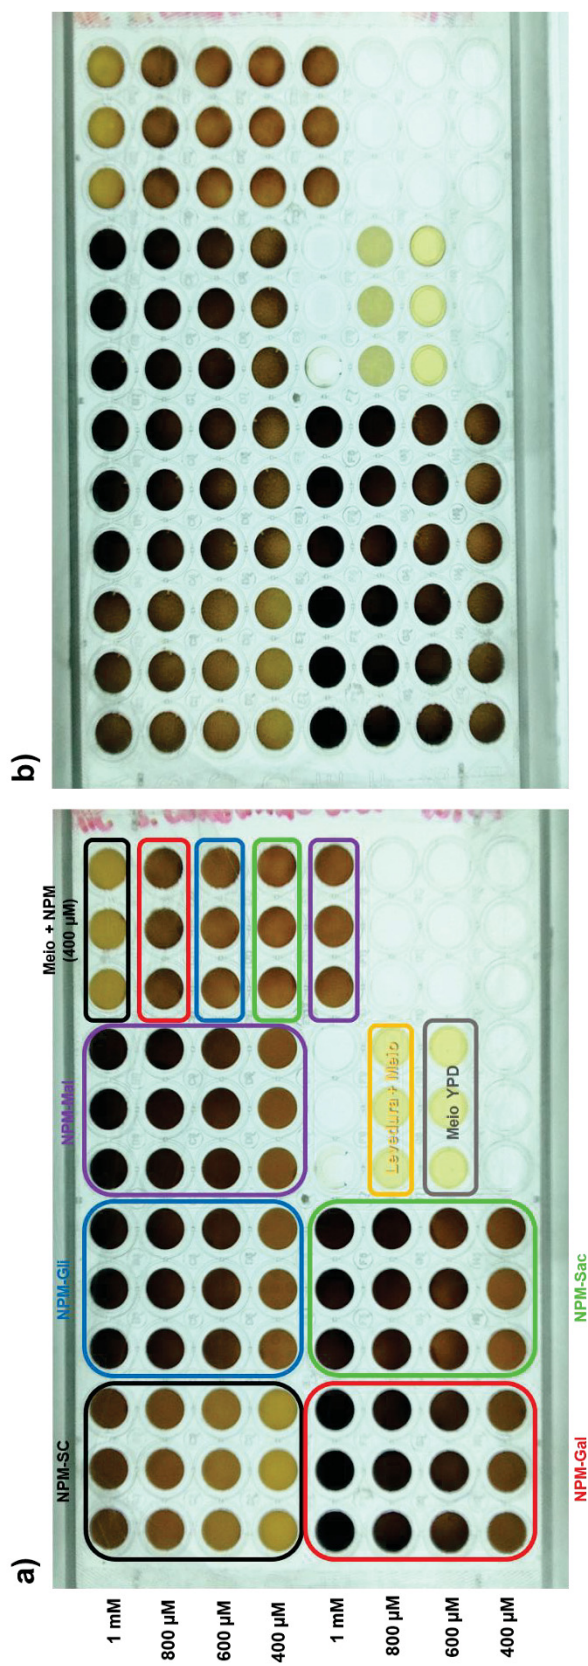 a)
b)
NPM-SC
NPM-Gli
NPM-Mal
Meio + NPM
(400 µM)
1 mM
800 µM
600 µM
400 µM
1 mM
800 µM
600 µM
400 µM
Levedura + Meio
Meio YPD
NPM-Gal
NPM-Sac